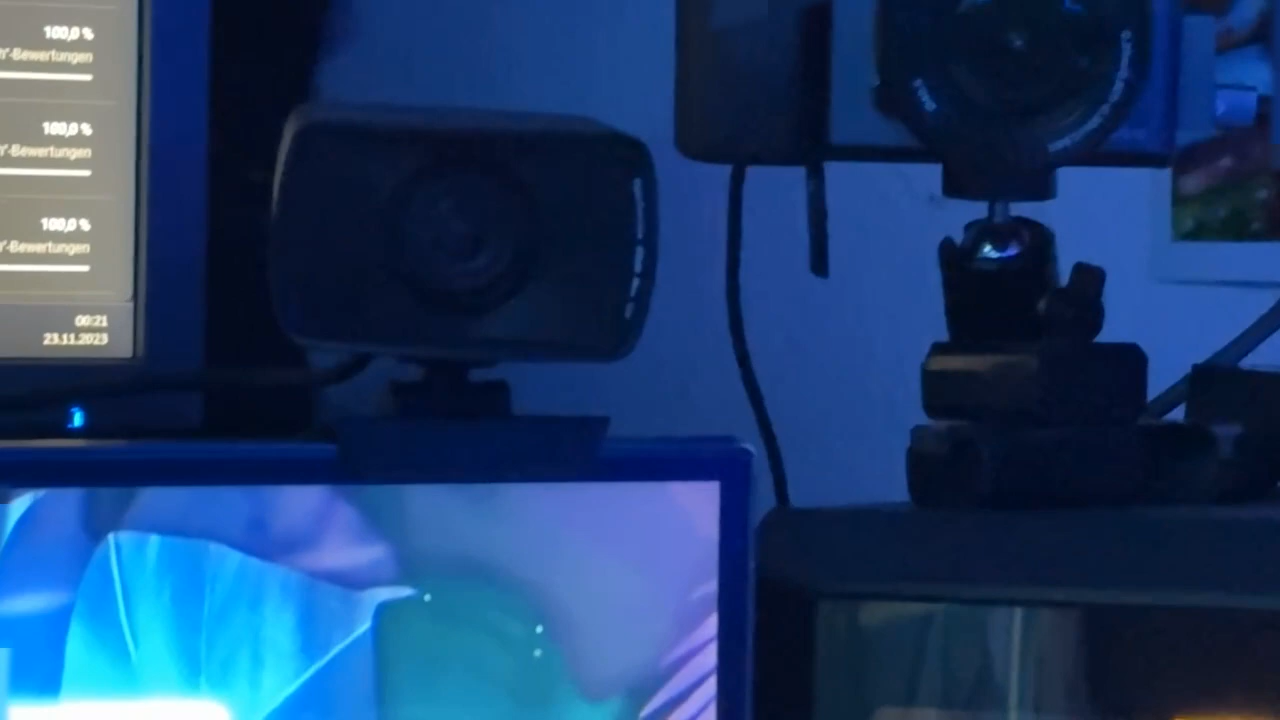 100,0 %
h"-Bewertungen
100,0 %
h"-Bewertungen
100,0 %
h"-Bewertungen
00:21
23.11.2023